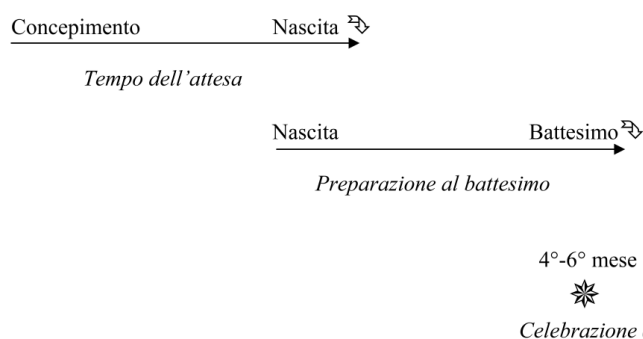 Concepimento Nascita
Tempo dell'attesa
Nascita Battesimo
Preparazione al battesimo
4°-6° mese
Celebrazione